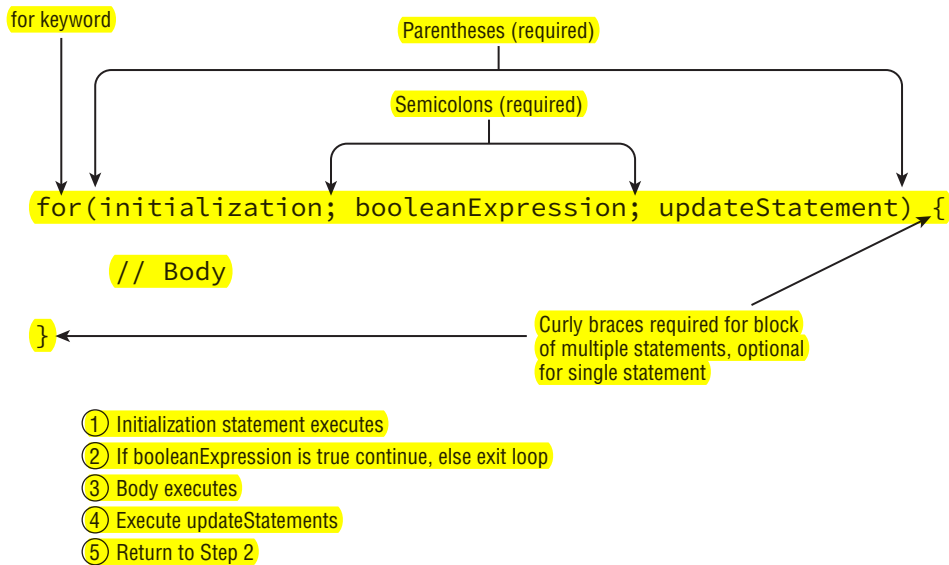 for keyword
Parentheses (required)
Semicolons (required)
for(initialization; booleanExpression; updateStatement) {
// Body
}
Curly braces required for block
of multiple statements, optional
for single statement
1 Initialization statement executes
2 If booleanExpression is true continue, else exit loop
3 Body executes
4 Execute updateStatements
5 Return to Step 2